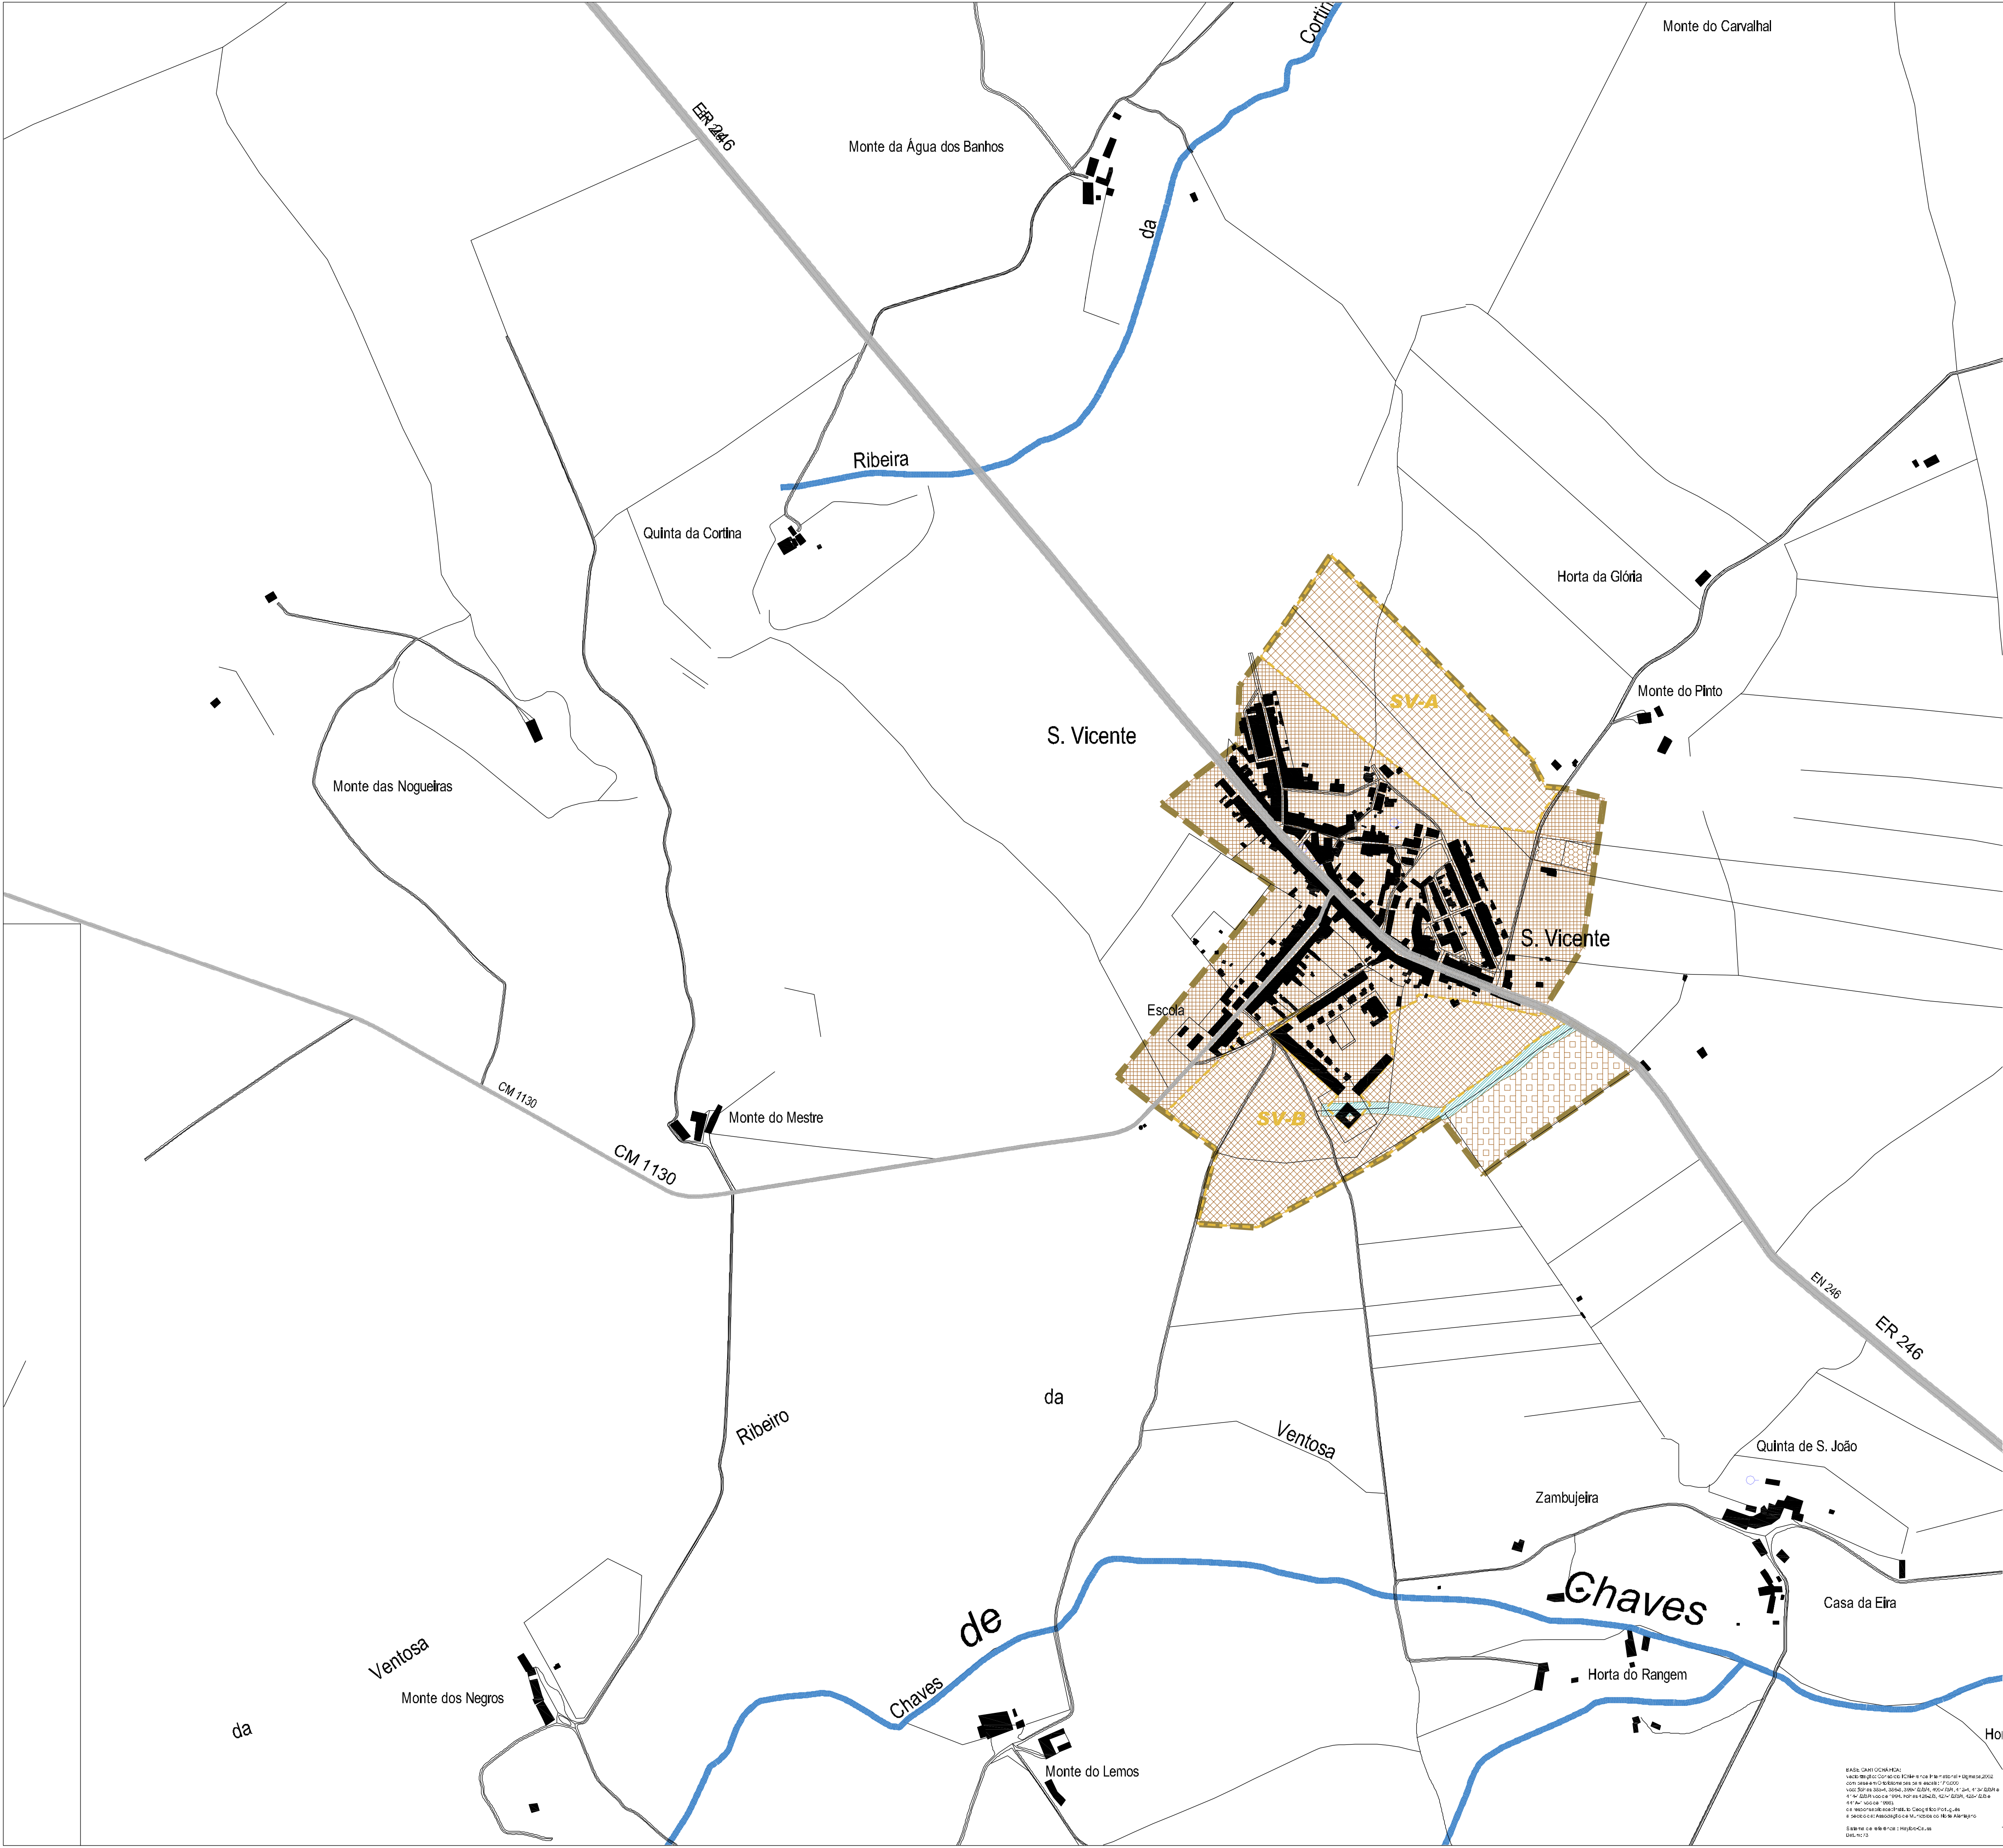 Monte do Carvalhal
Cortin
ER 246
Monte da Água dos Banhos
da
Ribeira
Quinta da Cortina
Horta da Glória
SV-A
Monte do Pinto
S. Vicente
Monte das Nogueiras
S. Vicente
Escola
CM 1130
Monte do Mestre
SV-B
CM 1130
EN 246
ER 246
da
Ribeiro
Ventosa
Quinta de S. João
Zambujeira
Chaves
de
Casa da Eira
Ventosa
Horta do Rangem
Monte dos Negros
Chaves
da
Hor
Monte do Lemos
BASE CARTOGRÁFICA: